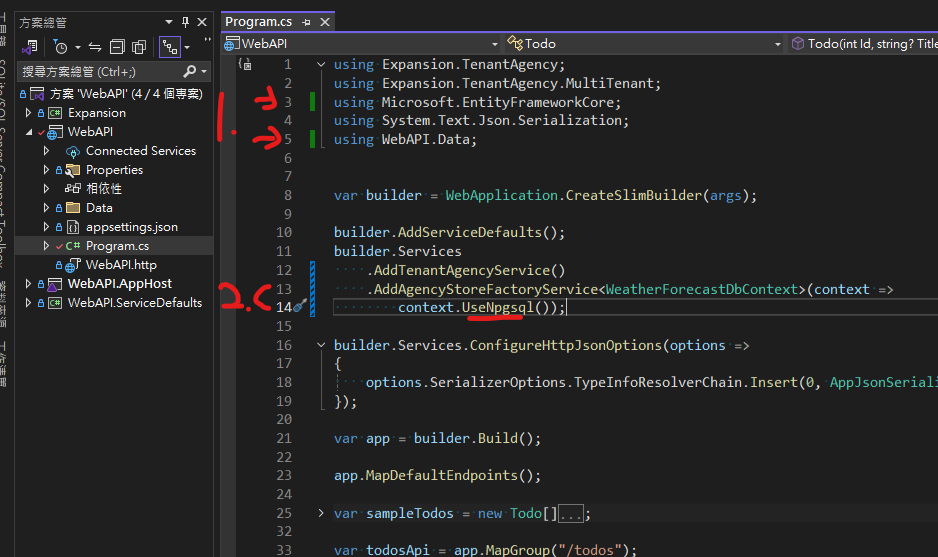 方案總管
Program.cs
WebAPI
Todo
Todo(int Id, string? Title
搜尋方案總管 (Ctrl+;)
方案 'WebAPI' (4 / 4 個專案)
Expansion
WebAPI
Connected Services
Properties
相依性
Data
appsettings.json
Program.cs
WebAPI.http
WebAPI.AppHost
WebAPI.ServiceDefaults
1.
2.
1 using Expansion.TenantAgency;
2 using Expansion.TenantAgency.MultiTenant;
3 using Microsoft.EntityFrameworkCore;
4 using System.Text.Json.Serialization;
5 using WebAPI.Data;
6
7
8 var builder = WebApplication.CreateSlimBuilder(args);
9
10 builder.AddServiceDefaults();
11 builder.Services
12 .AddTenantAgencyService()
13 .AddAgencyStoreFactoryService<WeatherForecastDbContext>(context =>
14 context.UseNpgsql());
15
16 builder.Services.ConfigureHttpJsonOptions(options =>
17 {
18 options.SerializerOptions.TypeInfoResolverChain.Insert(0, AppJsonSeriali
19 });
20
21 var app = builder.Build();
22
23 app.MapDefaultEndpoints();
24
25 var sampleTodos = new Todo[]...;
32
33 var todosApi = app.MapGroup("/todos");